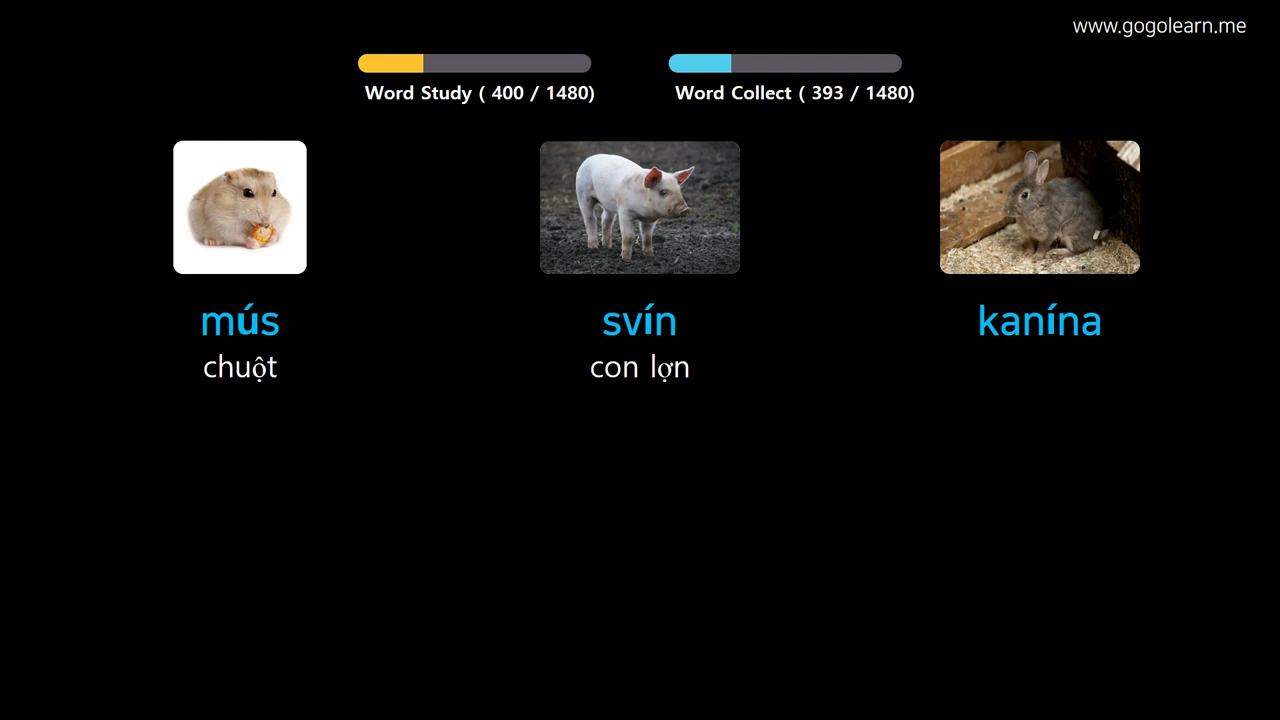 www.gogolearn.me
Word Study ( 400 / 1480)
Word Collect ( 393 / 1480)
mús
svín
kanína
chuột
con lợn